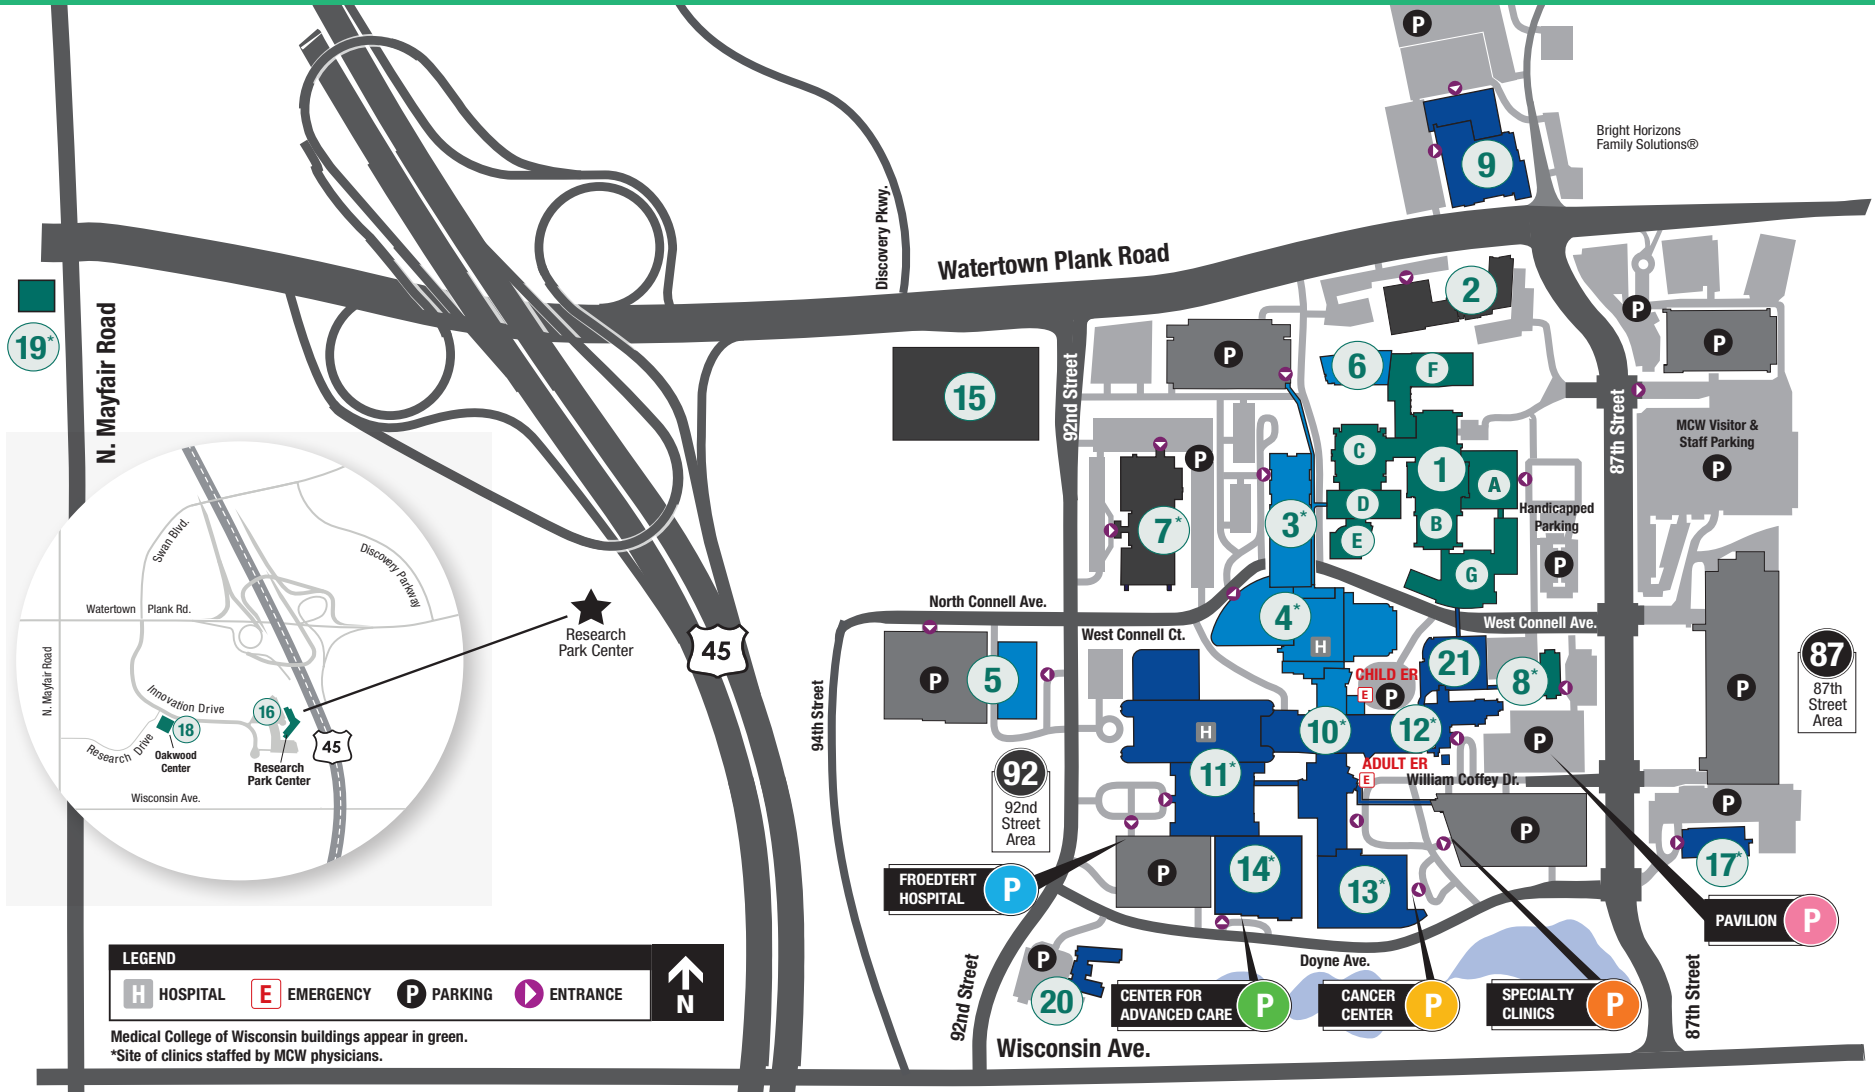 P
Bright Horizons
Family Solutions®
9
Discovery Pkwy.
Watertown Plank Road
2
P
P
P
19*
N. Mayfair Road
15
92nd Street
6
F
87th Street
MCW Visitor &
Staff Parking
P
C
1
A
P
7*
3*
D
B
E
Handicapped
Parking
P
G
Swan Blvd.
Discovery Parkway
Watertown Plank Rd.
N. Mayfair Road
Innovation Drive
Research Drive
16
18
Oakwood
Center
45
Research
Park Center
Wisconsin Ave.
Research
Park Center
45
North Connell Ave.
West Connell Ct.
4*
H
West Connell Ave.
P
5
94th Street
CHILD ER
E
P
21
8*
P
87
87th
Street
Area
H
10*
12*
P
11*
ADULT ER
E
William Coffey Dr.
92
92nd
Street
Area
P
P
P
14*
13*
17*
FROEDTERT
HOSPITAL
P
PAVILION
P
P
20
92nd Street
Doyne Ave.
CENTER FOR
ADVANCED CARE
P
CANCER
CENTER
P
SPECIALTY
CLINICS
P
87th Street
Wisconsin Ave.
LEGEND
H HOSPITAL
E EMERGENCY
P PARKING
ENTRANCE
N
Medical College of Wisconsin buildings appear in green.
*Site of clinics staffed by MCW physicians.